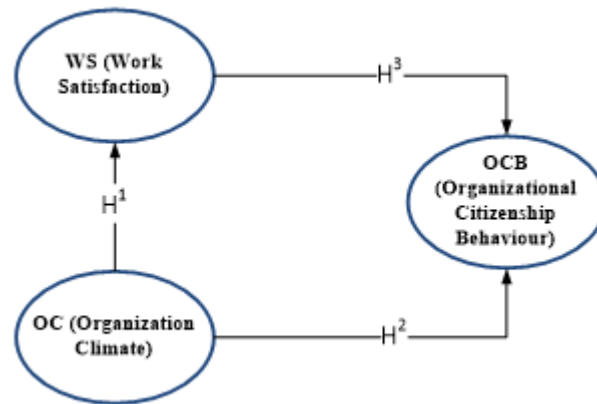 WS (Work
Satisfaction)
H³
OCB
(Organizational
Citizenship
Behaviour)
H¹
OC (Organization
Climate)
H²